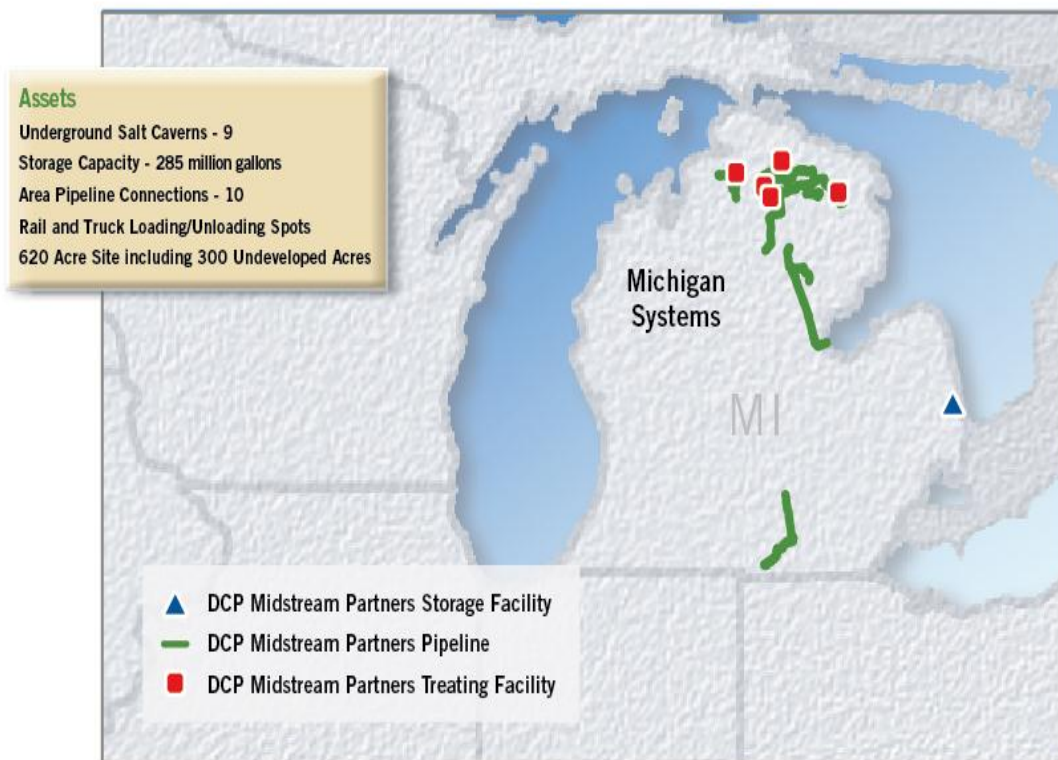 Assets
Underground Salt Caverns - 9
Storage Capacity - 285 million gallons
Area Pipeline Connections - 10
Rail and Truck Loading/Unloading Spots
620 Acre Site including 300 Undeveloped Acres
Michigan
Systems
MI
DCP Midstream Partners Storage Facility
DCP Midstream Partners Pipeline
DCP Midstream Partners Treating Facility